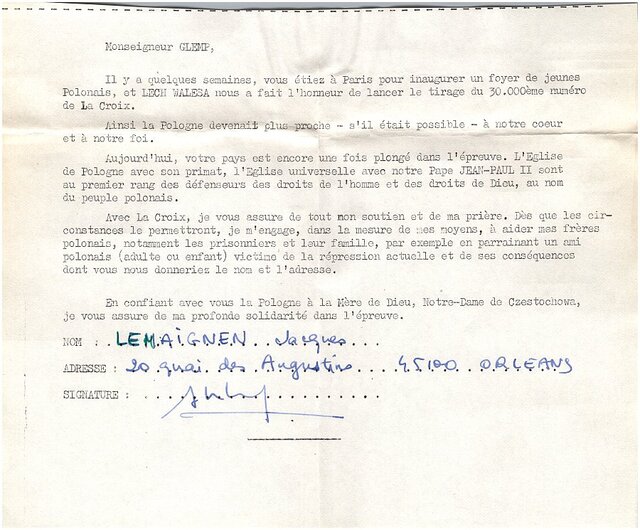 Monseigneur GLEMP,
Il y a quelques semaines, vous étiez à Paris pour inaugurer un foyer de jeunes
Polonais, et LECH WALESA nous a fait l'honneur de lancer le tirage du 30.000ème numéro
de La Croix.
Ainsi la Pologne devenait plus proche - s'il était possible - à notre coeur
et à notre foi.
Aujourd'hui, votre pays est encore une fois plongé dans l'épreuve. L'Eglise
de Pologne avec son primat, l'Eglise universelle avec notre Pape JEAN-PAUL II sont
au premier rang des défenseurs des droits de l'homme et des droits de Dieu, au nom
du peuple polonais.
Avec La Croix, je vous assure de tout mon soutien et de ma prière. Dès que les cir-
constances le permettront, je m'engage, dans la mesure de mes moyens, à aider mes frères
polonais, notamment les prisonniers et leur famille, par exemple en parrainant un ami
polonais (adulte ou enfant) victime de la répression actuelle et de ses conséquences
dont vous nous donneriez le nom et l'adresse.
En confiant avec vous la Pologne à la Mère de Dieu, Notre-Dame de Czestochowa,
je vous assure de ma profonde solidarité dans l'épreuve.
NOM : LEMAÎGNEN Jacques
ADRESSE : 20 quai des Augustins 45100 ORLEANS
SIGNATURE :